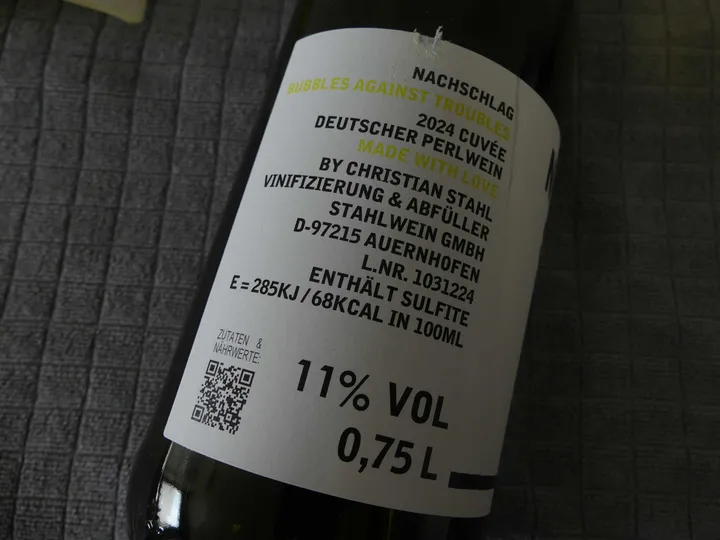 NACHSCHLAG
BUBBLES AGAINST TROUBLES
2024 CUVÉE
DEUTSCHER PERLWEIN
MADE WITH LOVE
BY CHRISTIAN STAHL
VINIFIZIERUNG & ABFÜLLER
STAHLWEIN GMBH
D-97215 AUERNHOFEN
L.NR. 1031224
ENTHÄLT SULFITE
E = 285KJ / 68KCAL IN 100ML
ZUTATEN &
NÄHRWERTE:
11% VOL
0,75 L